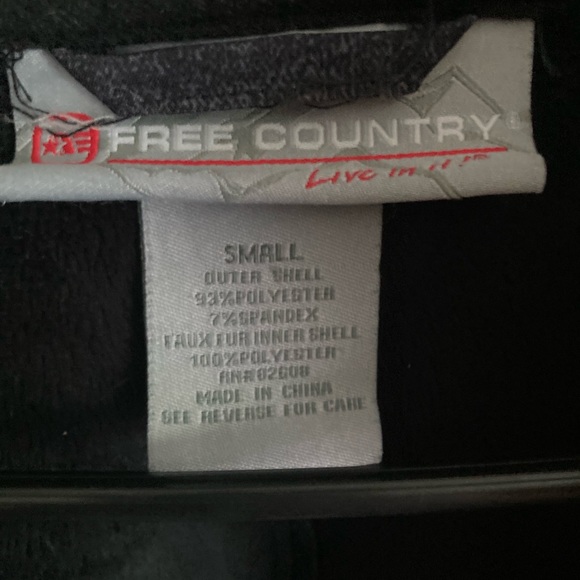 FREE COUNTRY
Live in it!™
SMALL
OUTER SHELL
93%POLYESTER
7%SPANDEX
FAUX FUR INNER SHELL
100%POLYESTER
RN#82608
MADE IN CHINA
SEE REVERSE FOR CARE